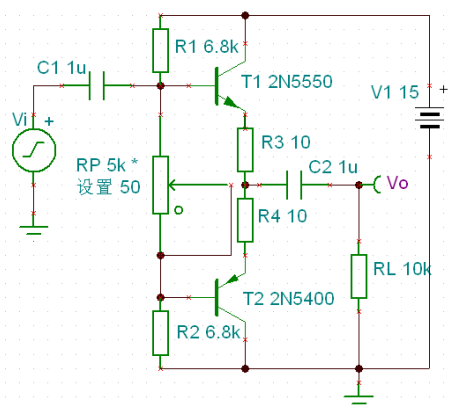 R1 6.8k
C1 1u
T1 2N5550
V1 15
+
Vi +
R3 10
RP 5k *
设置 50
C2 1u
Vo
R4 10
RL 10k
T2 2N5400
R2 6.8k